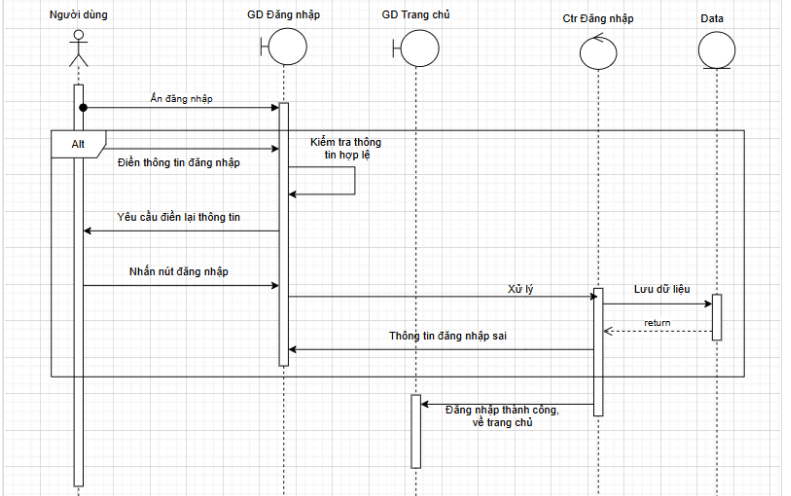 Người dùng
GD Đăng nhập
GD Trang chủ
Ctr Đăng nhập
Data
Ấn đăng nhập
Alt
Điền thông tin đăng nhập
Kiểm tra thông
tin hợp lệ
Yêu cầu điền lại thông tin
Nhấn nút đăng nhập
Xử lý
Lưu dữ liệu
return
Thông tin đăng nhập sai
Đăng nhập thành công,
về trang chủ